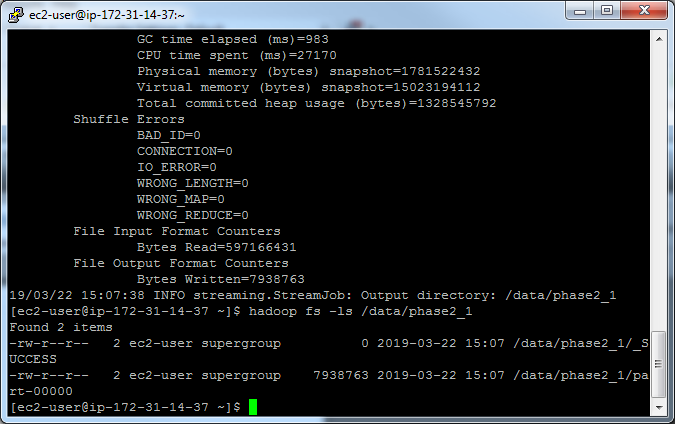 ec2-user@ip-172-31-14-37:~
GC time elapsed (ms)=983
CPU time spent (ms)=27170
Physical memory (bytes) snapshot=1781522432
Virtual memory (bytes) snapshot=15023194112
Total committed heap usage (bytes)=1328545792
Shuffle Errors
BAD_ID=0
CONNECTION=0
IO_ERROR=0
WRONG_LENGTH=0
WRONG_MAP=0
WRONG_REDUCE=0
File Input Format Counters
Bytes Read=597166431
File Output Format Counters
Bytes Written=7938763
19/03/22 15:07:38 INFO streaming.StreamJob: Output directory: /data/phase2_1
[ec2-user@ip-172-31-14-37 ~]$ hadoop fs -ls /data/phase2_1
Found 2 items
-rw-r--r--   2 ec2-user supergroup          0 2019-03-22 15:07 /data/phase2_1/_S
UCCESS
-rw-r--r--   2 ec2-user supergroup    7938763 2019-03-22 15:07 /data/phase2_1/pa
rt-00000
[ec2-user@ip-172-31-14-37 ~]$